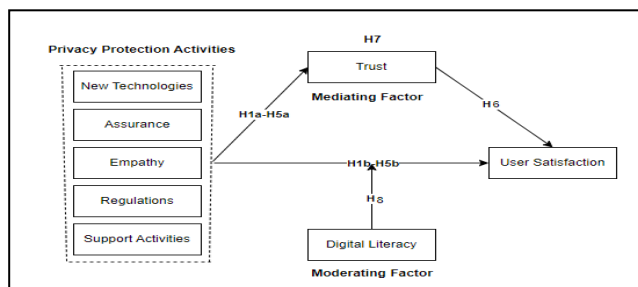 H7
Privacy Protection Activities
New Technologies
Assurance
Empathy
Regulations
Support Activities
Trust
Mediating Factor
H1a-H5a
H6
H1b-H5b
User Satisfaction
H8
Digital Literacy
Moderating Factor